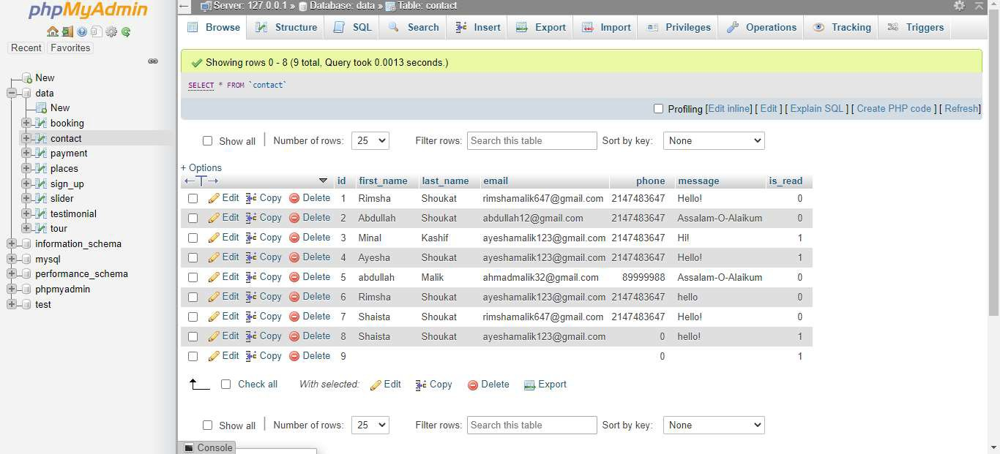 phpMyAdmin
Recent Favorites
New
data
New
booking
contact
payment
places
sign_up
slider
testimonial
tour
information_schema
mysql
performance_schema
phpmyadmin
test
Server: 127.0.0.1 » Database: data » Table: contact
Browse Structure SQL Search Insert Export Import Privileges Operations Tracking Triggers
Showing rows 0 - 8 (9 total, Query took 0.0013 seconds.)
SELECT * FROM `contact`
Profiling [Edit inline] [ Edit ] [ Explain SQL ] [ Create PHP code ] [ Refresh]
Show all Number of rows: 25 Filter rows: Search this table Sort by key: None
+ Options
←T→ id first_name last_name email phone message is_read
Edit Copy Delete 1 Rimsha Shoukat rimshamalik647@gmail.com 2147483647 Hello! 0
Edit Copy Delete 2 Abdullah Shoukat abdullah12@gmail.com 2147483647 Assalam-O-Alaikum 0
Edit Copy Delete 3 Minal Kashif ayeshamalik123@gmail.com 2147483647 Hi! 1
Edit Copy Delete 4 Ayesha Shoukat ayeshamalik123@gmail.com 2147483647 Hello! 1
Edit Copy Delete 5 abdullah Malik ahmadmalik32@gmail.com 89999988 Assalam-O-Alaikum 0
Edit Copy Delete 6 Rimsha Shoukat ayeshamalik123@gmail.com 2147483647 hello 0
Edit Copy Delete 7 Shaista Shoukat rimshamalik647@gmail.com 2147483647 Hello! 0
Edit Copy Delete 8 Shaista Shoukat ayeshamalik123@gmail.com 0 hello! 1
Edit Copy Delete 9 0 1
Check all With selected: Edit Copy Delete Export
Show all Number of rows: 25 Filter rows: Search this table Sort by key: None
Console